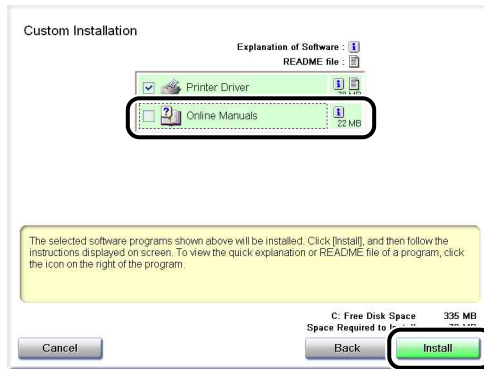 Custom Installation
Explanation of Software :
README file :
Printer Driver
Online Manuals
22 MB
The selected software programs shown above will be installed. Click [Install], and then follow the
instructions displayed on screen. To view the quick explanation or README file of a program, click
the icon on the right of the program.
C: Free Disk Space 335 MB
Space Required to
Cancel
Back
Install